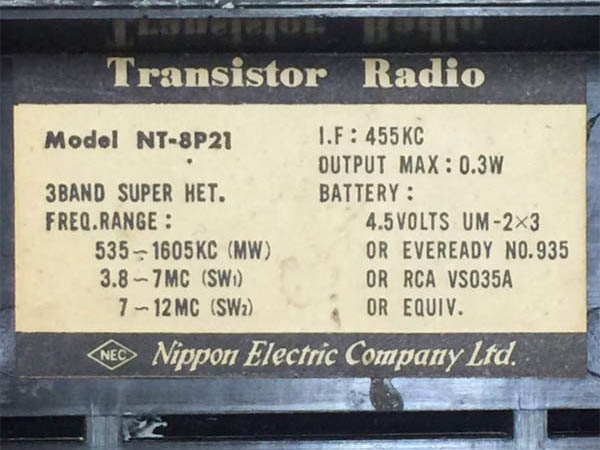 Transistor Radio
Model NT-8P21
3BAND SUPER HET.
FREQ.RANGE:
535~1605KC (MW)
3.8~7MC (SW₁)
7~12MC (SW₂)
I.F: 455KC
OUTPUT MAX: 0.3W
BATTERY:
4.5VOLTS UM-2×3
OR EVEREADY NO.935
OR RCA VS035A
OR EQUIV.
NEC Nippon Electric Company Ltd.